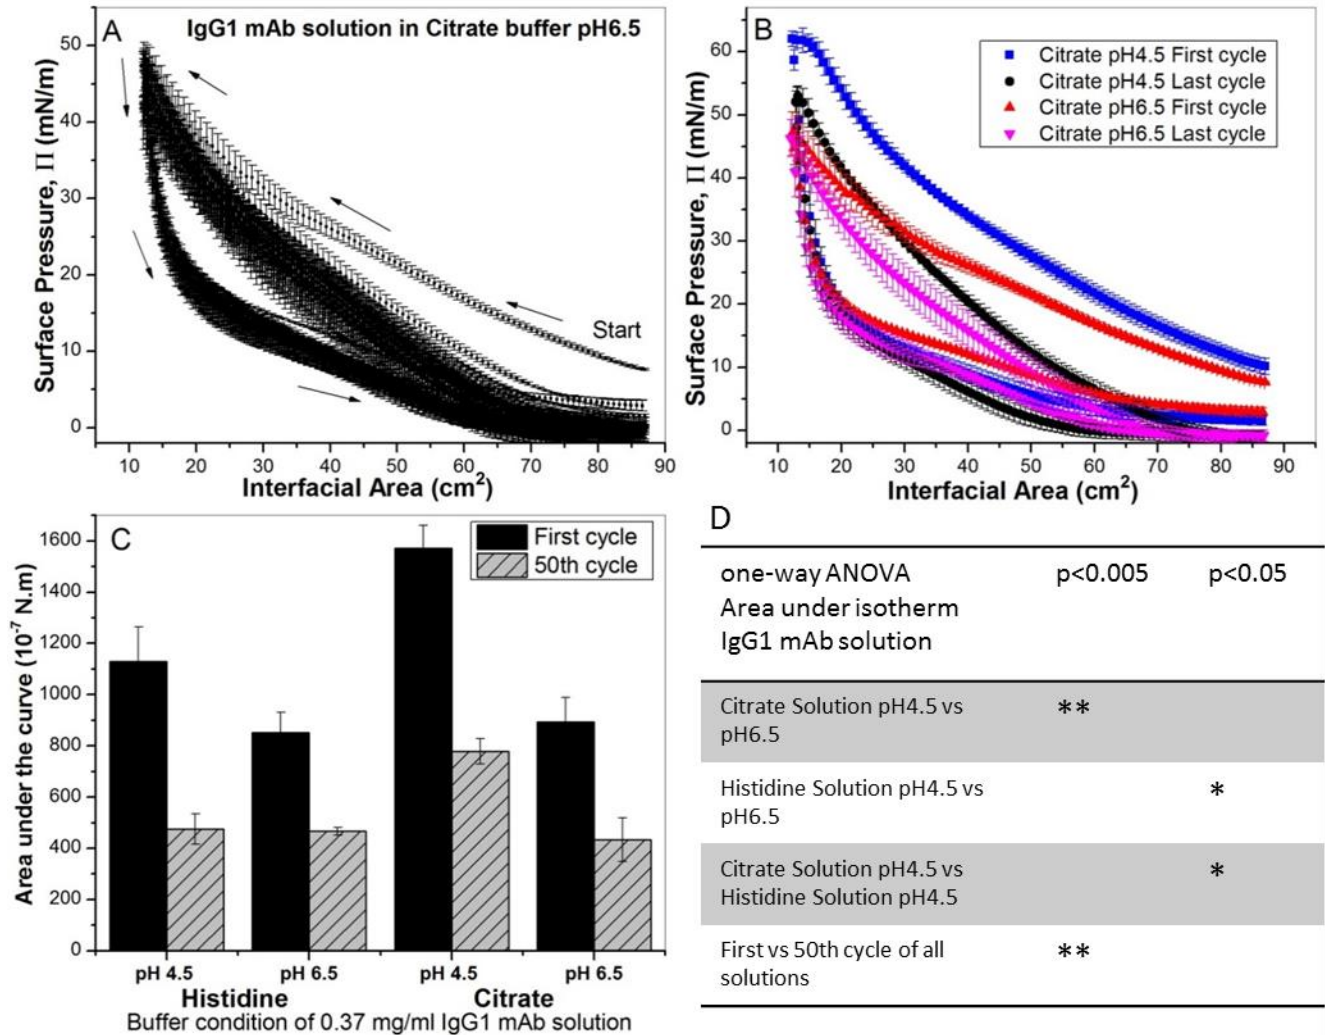 A
IgG1 mAb solution in Citrate buffer pH6.5
Surface Pressure, Π (mN/m)
50
40
30
20
10
0
Start
10 20 30 40 50 60 70 80 90
Interfacial Area (cm²)
B
Citrate pH4.5 First cycle
Citrate pH4.5 Last cycle
Citrate pH6.5 First cycle
Citrate pH6.5 Last cycle
Surface Pressure, Π (mN/m)
60
50
40
30
20
10
0
10 20 30 40 50 60 70 80 90
Interfacial Area (cm²)
C
First cycle
50th cycle
Area under the curve (10⁻⁷ N.m)
1600
1400
1200
1000
800
600
400
200
0
pH 4.5 pH 6.5 pH 4.5 pH 6.5
Histidine Citrate
Buffer condition of 0.37 mg/ml IgG1 mAb solution
D
one-way ANOVA p<0.005 p<0.05
Area under isotherm
IgG1 mAb solution
Citrate Solution pH4.5 vs **
pH6.5
Histidine Solution pH4.5 vs *
pH6.5
Citrate Solution pH4.5 vs *
Histidine Solution pH4.5
First vs 50th cycle of all **
solutions